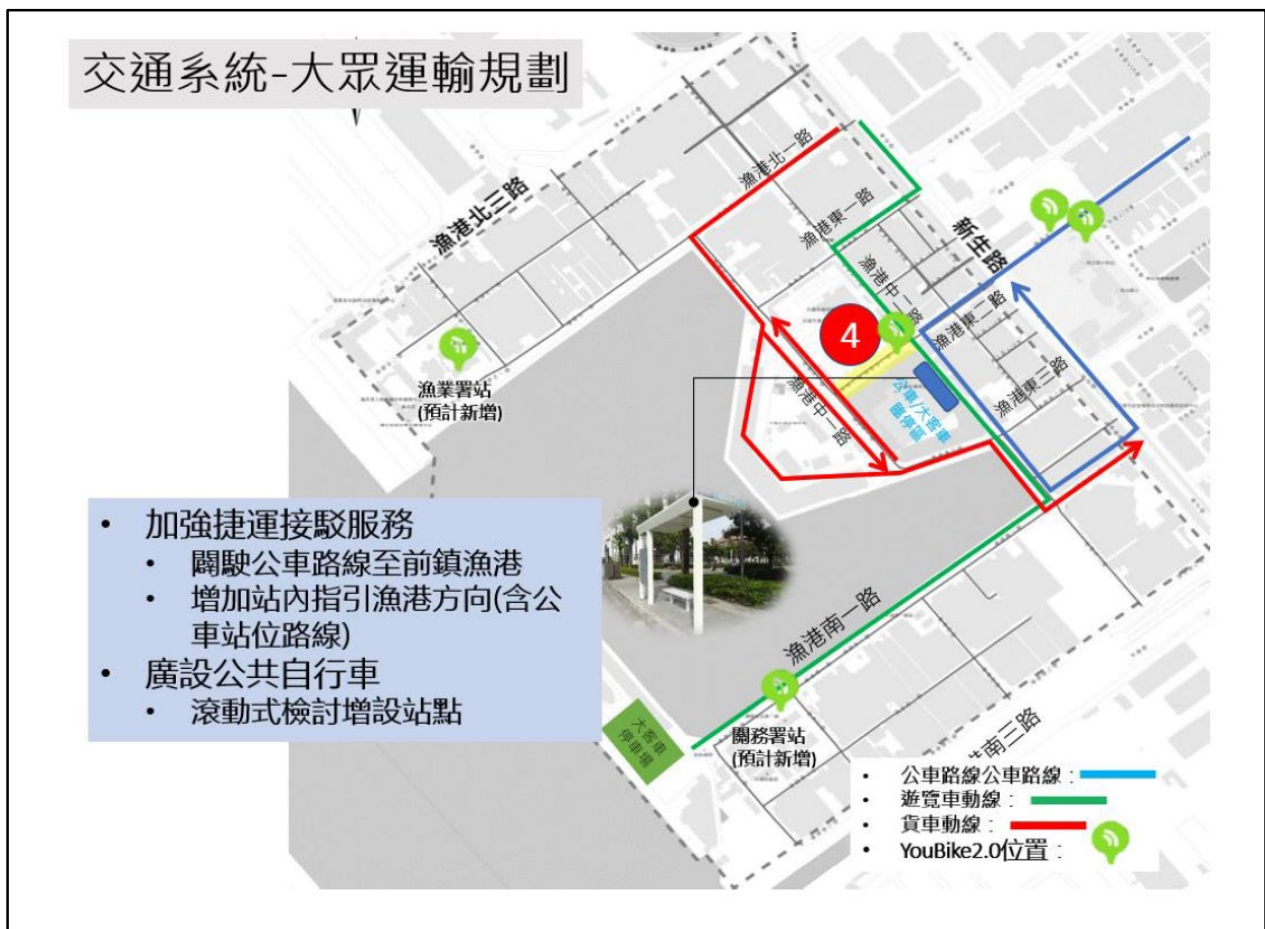 交通系統-大眾運輸規劃
漁港北三路
漁港北一路
漁港東一路
新生路
漁港中二路
漁港東二路
4
漁業署站
(預計新增)
漁港中一路
公車/大客車
臨停區
漁港東三路
• 加強捷運接駁服務
• 闢駛公車路線至前鎮漁港
• 增加站內指引漁港方向(含公
車站位路線)
• 廣設公共自行車
• 滾動式檢討增設站點
漁港南一路
大客車
停車場
關務署站
(預計新增)
港南三路
• 公車路線公車路線：
• 遊覽車動線：
• 貨車動線：
• YouBike2.0位置：